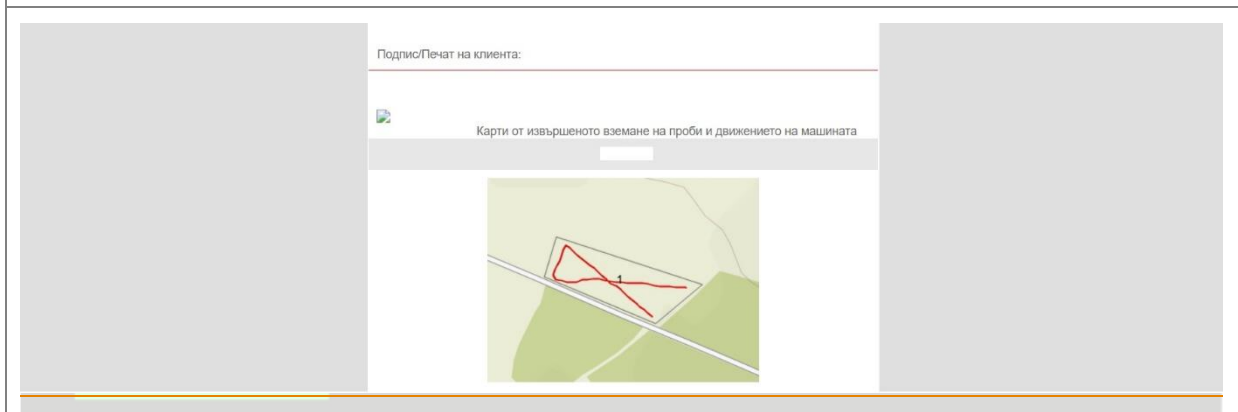 Подпис/Печат на клиента:
Карти от извършеното вземане на проби и движението на машината
1